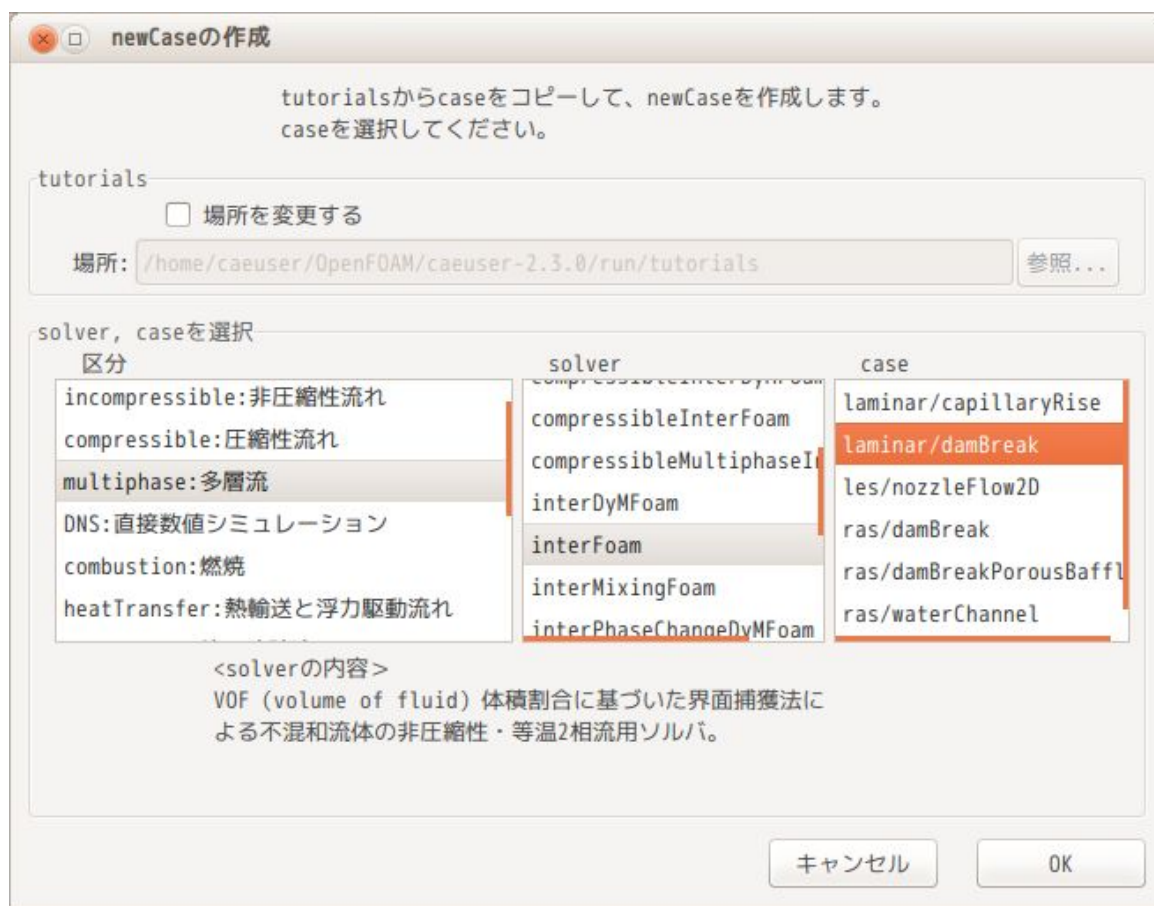 newCaseの作成
tutorialsからcaseをコピーして、newCaseを作成します。
caseを選択してください。
tutorials
場所を変更する
場所: /home/caeuser/OpenFOAM/caeuser-2.3.0/run/tutorials 参照...
solver, caseを選択
区分 solver case
incompressible:非圧縮性流れ
compressible:圧縮性流れ
multiphase:多層流
DNS:直接数値シミュレーション
combustion:燃焼
heatTransfer:熱輸送と浮力駆動流れ
compressibleInterFoam
compressibleMultiphaseI
interDyMFoam
interFoam
interMixingFoam
interPhaseChangeDyMFoam
laminar/capillaryRise
laminar/damBreak
les/nozzleFlow2D
ras/damBreak
ras/damBreakPorousBaffl
ras/waterChannel
<solverの内容>
VOF (volume of fluid) 体積割合に基づいた界面捕獲法に
よる不混和流体の非圧縮性・等温2相流用ソルバ。
キャンセル OK